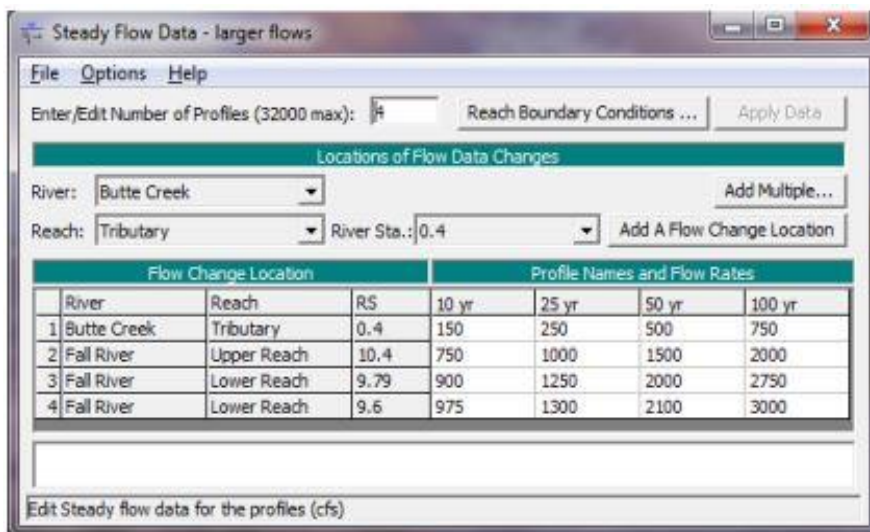 Steady Flow Data - larger flows
File Options Help
Enter/Edit Number of Profiles (32000 max): 4 Reach Boundary Conditions ... Apply Data
Locations of Flow Data Changes
River: Butte Creek Add Multiple...
Reach: Tributary River Sta.: 0.4 Add A Flow Change Location
Flow Change Location Profile Names and Flow Rates
River Reach RS 10 yr 25 yr 50 yr 100 yr
1 Butte Creek Tributary 0.4 150 250 500 750
2 Fall River Upper Reach 10.4 750 1000 1500 2000
3 Fall River Lower Reach 9.79 900 1250 2000 2750
4 Fall River Lower Reach 9.6 975 1300 2100 3000
Edit Steady flow data for the profiles (cfs)